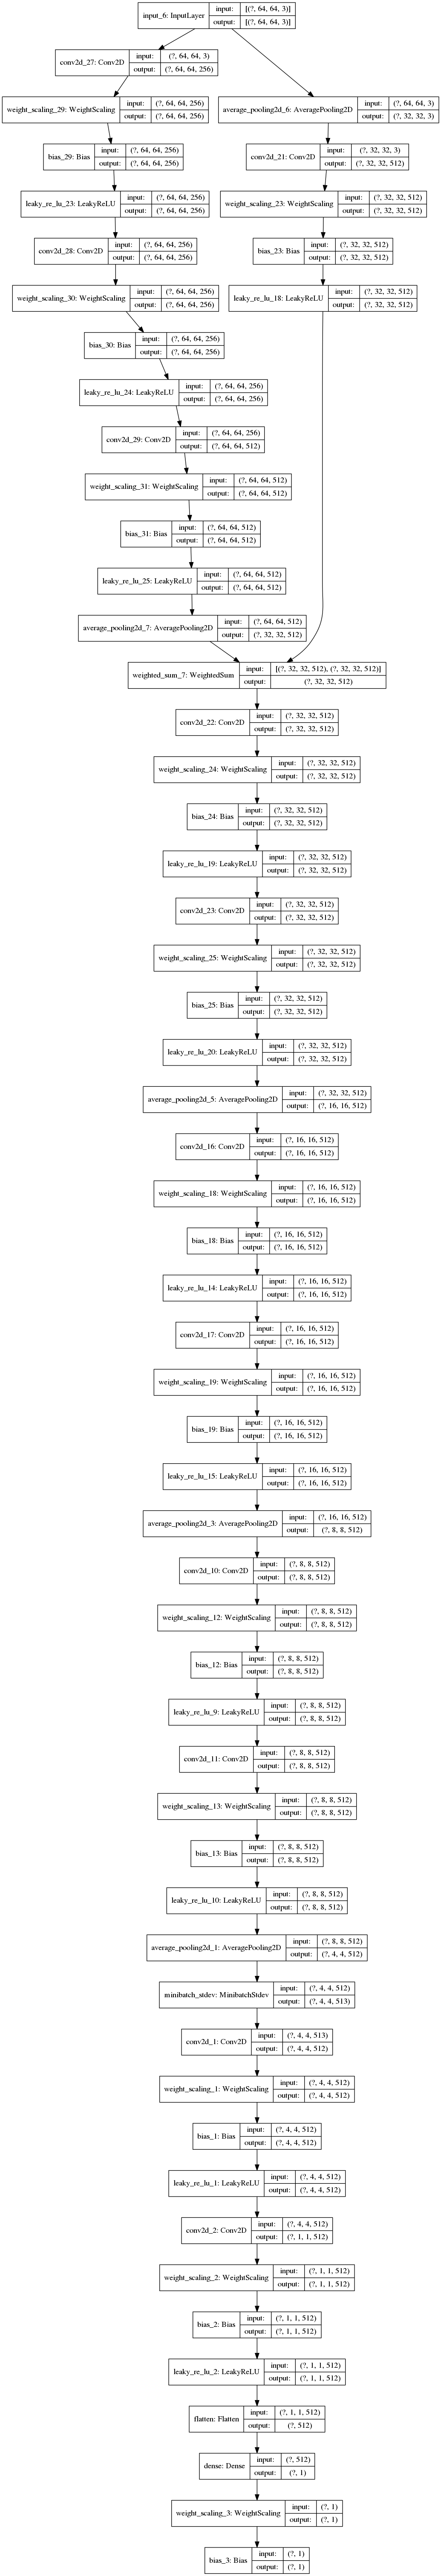 input_6: InputLayer input: [(?, 64, 64, 3)]
output: [(?, 64, 64, 3)]
conv2d_27: Conv2D input: (?, 64, 64, 3)
output: (?, 64, 64, 256)
weight_scaling_29: WeightScaling input: (?, 64, 64, 256)
output: (?, 64, 64, 256)
average_pooling2d_6: AveragePooling2D input: (?, 64, 64, 3)
output: (?, 32, 32, 3)
bias_29: Bias input: (?, 64, 64, 256)
output: (?, 64, 64, 256)
conv2d_21: Conv2D input: (?, 32, 32, 3)
output: (?, 32, 32, 512)
leaky_re_lu_23: LeakyReLU input: (?, 64, 64, 256)
output: (?, 64, 64, 256)
weight_scaling_23: WeightScaling input: (?, 32, 32, 512)
output: (?, 32, 32, 512)
conv2d_28: Conv2D input: (?, 64, 64, 256)
output: (?, 64, 64, 256)
bias_23: Bias input: (?, 32, 32, 512)
output: (?, 32, 32, 512)
weight_scaling_30: WeightScaling input: (?, 64, 64, 256)
output: (?, 64, 64, 256)
leaky_re_lu_18: LeakyReLU input: (?, 32, 32, 512)
output: (?, 32, 32, 512)
bias_30: Bias input: (?, 64, 64, 256)
output: (?, 64, 64, 256)
leaky_re_lu_24: LeakyReLU input: (?, 64, 64, 256)
output: (?, 64, 64, 256)
conv2d_29: Conv2D input: (?, 64, 64, 256)
output: (?, 64, 64, 512)
weight_scaling_31: WeightScaling input: (?, 64, 64, 512)
output: (?, 64, 64, 512)
bias_31: Bias input: (?, 64, 64, 512)
output: (?, 64, 64, 512)
leaky_re_lu_25: LeakyReLU input: (?, 64, 64, 512)
output: (?, 64, 64, 512)
average_pooling2d_7: AveragePooling2D input: (?, 64, 64, 512)
output: (?, 32, 32, 512)
weighted_sum_7: WeightedSum input: [(?, 32, 32, 512), (?, 32, 32, 512)]
output: (?, 32, 32, 512)
conv2d_22: Conv2D input: (?, 32, 32, 512)
output: (?, 32, 32, 512)
weight_scaling_24: WeightScaling input: (?, 32, 32, 512)
output: (?, 32, 32, 512)
bias_24: Bias input: (?, 32, 32, 512)
output: (?, 32, 32, 512)
leaky_re_lu_19: LeakyReLU input: (?, 32, 32, 512)
output: (?, 32, 32, 512)
conv2d_23: Conv2D input: (?, 32, 32, 512)
output: (?, 32, 32, 512)
weight_scaling_25: WeightScaling input: (?, 32, 32, 512)
output: (?, 32, 32, 512)
bias_25: Bias input: (?, 32, 32, 512)
output: (?, 32, 32, 512)
leaky_re_lu_20: LeakyReLU input: (?, 32, 32, 512)
output: (?, 32, 32, 512)
average_pooling2d_5: AveragePooling2D input: (?, 32, 32, 512)
output: (?, 16, 16, 512)
conv2d_16: Conv2D input: (?, 16, 16, 512)
output: (?, 16, 16, 512)
weight_scaling_18: WeightScaling input: (?, 16, 16, 512)
output: (?, 16, 16, 512)
bias_18: Bias input: (?, 16, 16, 512)
output: (?, 16, 16, 512)
leaky_re_lu_14: LeakyReLU input: (?, 16, 16, 512)
output: (?, 16, 16, 512)
conv2d_17: Conv2D input: (?, 16, 16, 512)
output: (?, 16, 16, 512)
weight_scaling_19: WeightScaling input: (?, 16, 16, 512)
output: (?, 16, 16, 512)
bias_19: Bias input: (?, 16, 16, 512)
output: (?, 16, 16, 512)
leaky_re_lu_15: LeakyReLU input: (?, 16, 16, 512)
output: (?, 16, 16, 512)
average_pooling2d_3: AveragePooling2D input: (?, 16, 16, 512)
output: (?, 8, 8, 512)
conv2d_10: Conv2D input: (?, 8, 8, 512)
output: (?, 8, 8, 512)
weight_scaling_12: WeightScaling input: (?, 8, 8, 512)
output: (?, 8, 8, 512)
bias_12: Bias input: (?, 8, 8, 512)
output: (?, 8, 8, 512)
leaky_re_lu_9: LeakyReLU input: (?, 8, 8, 512)
output: (?, 8, 8, 512)
conv2d_11: Conv2D input: (?, 8, 8, 512)
output: (?, 8, 8, 512)
weight_scaling_13: WeightScaling input: (?, 8, 8, 512)
output: (?, 8, 8, 512)
bias_13: Bias input: (?, 8, 8, 512)
output: (?, 8, 8, 512)
leaky_re_lu_10: LeakyReLU input: (?, 8, 8, 512)
output: (?, 8, 8, 512)
average_pooling2d_1: AveragePooling2D input: (?, 8, 8, 512)
output: (?, 4, 4, 512)
minibatch_stdev: MinibatchStdev input: (?, 4, 4, 512)
output: (?, 4, 4, 513)
conv2d_1: Conv2D input: (?, 4, 4, 513)
output: (?, 4, 4, 512)
weight_scaling_1: WeightScaling input: (?, 4, 4, 512)
output: (?, 4, 4, 512)
bias_1: Bias input: (?, 4, 4, 512)
output: (?, 4, 4, 512)
leaky_re_lu_1: LeakyReLU input: (?, 4, 4, 512)
output: (?, 4, 4, 512)
conv2d_2: Conv2D input: (?, 4, 4, 512)
output: (?, 1, 1, 512)
weight_scaling_2: WeightScaling input: (?, 1, 1, 512)
output: (?, 1, 1, 512)
bias_2: Bias input: (?, 1, 1, 512)
output: (?, 1, 1, 512)
leaky_re_lu_2: LeakyReLU input: (?, 1, 1, 512)
output: (?, 1, 1, 512)
flatten: Flatten input: (?, 1, 1, 512)
output: (?, 512)
dense: Dense input: (?, 512)
output: (?, 1)
weight_scaling_3: WeightScaling input: (?, 1)
output: (?, 1)
bias_3: Bias input: (?, 1)
output: (?, 1)